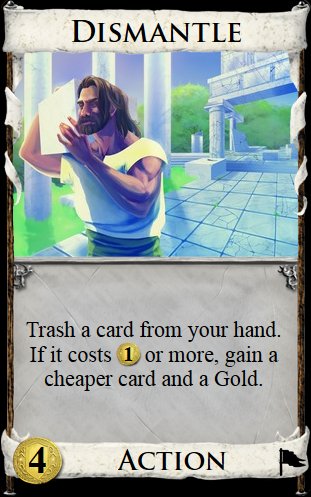 DISMANTLE
Trash a card from your hand.
If it costs 1 or more, gain a
cheaper card and a Gold.
4 ACTION